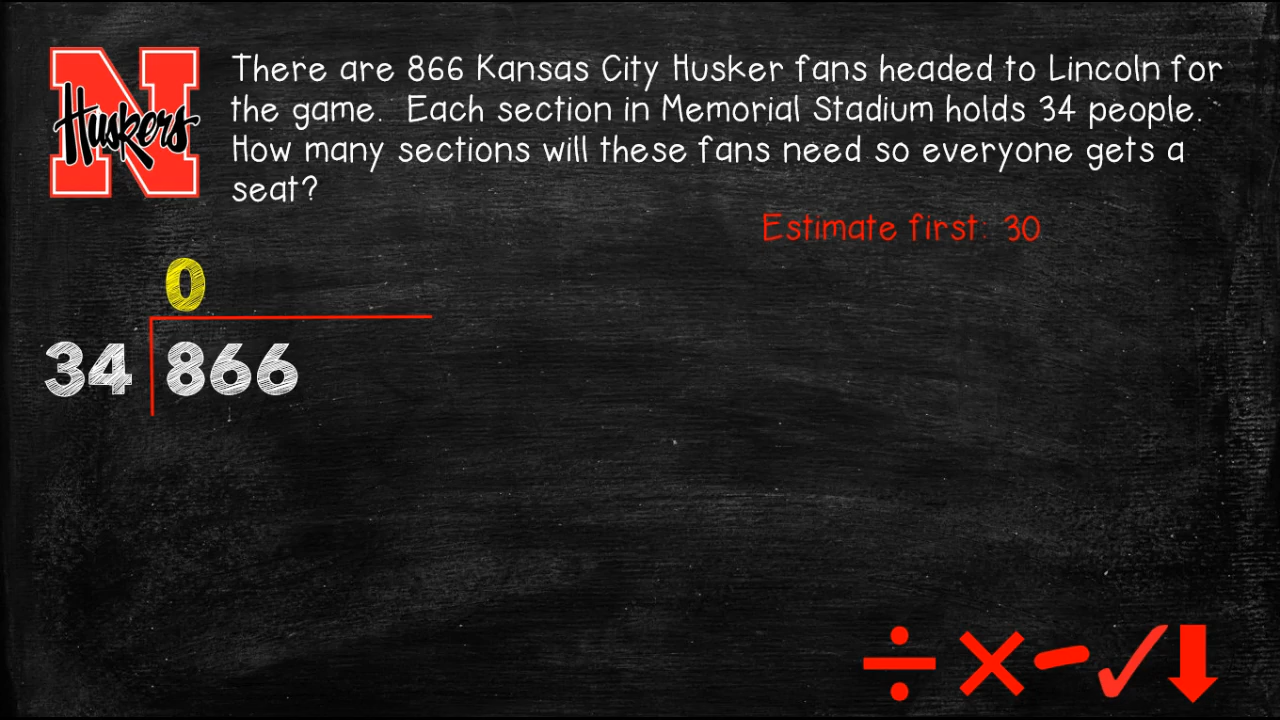 There are 866 Kansas City Husker fans headed to Lincoln for
the game. Each section in Memorial Stadium holds 34 people.
How many sections will these fans need so everyone gets a
seat?
Huskers
N
Estimate first: 30
0
34 866
÷ × - ✓ ⬇